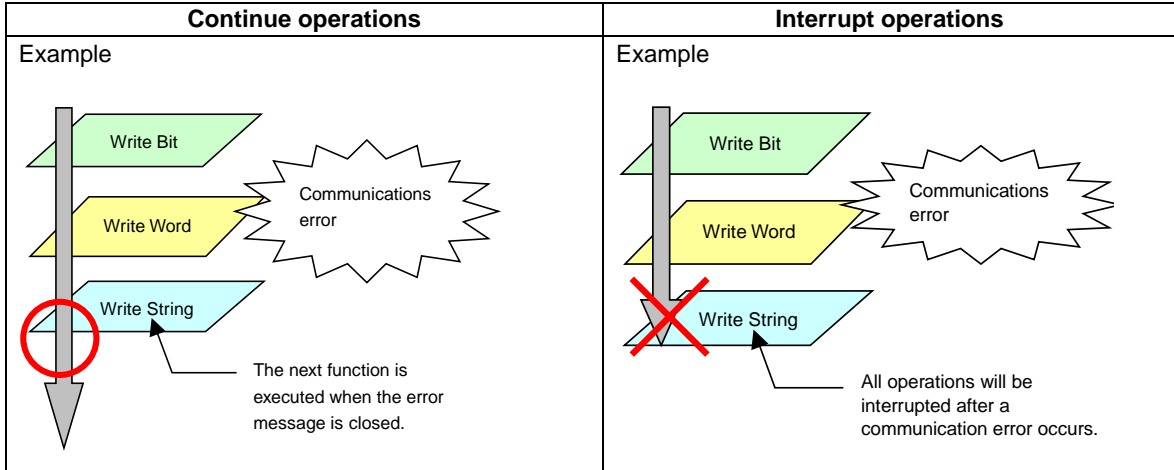 Continue operations
Example
Write Bit
Communications
error
Write Word
Write String
The next function is
executed when the error
message is closed.
Interrupt operations
Example
Write Bit
Communications
error
Write Word
Write String
All operations will be
interrupted after a
communication error occurs.